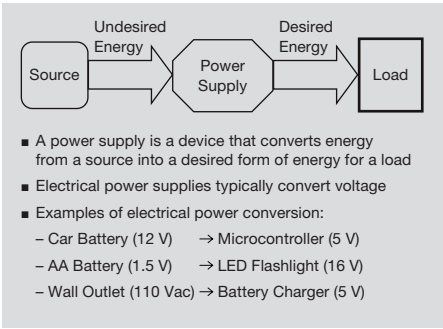 Undesired
Energy
Desired
Energy
Source
Power
Supply
Load
■ A power supply is a device that converts energy
from a source into a desired form of energy for a load
■ Electrical power supplies typically convert voltage
■ Examples of electrical power conversion:
– Car Battery (12 V) → Microcontroller (5 V)
– AA Battery (1.5 V) → LED Flashlight (16 V)
– Wall Outlet (110 Vac) → Battery Charger (5 V)